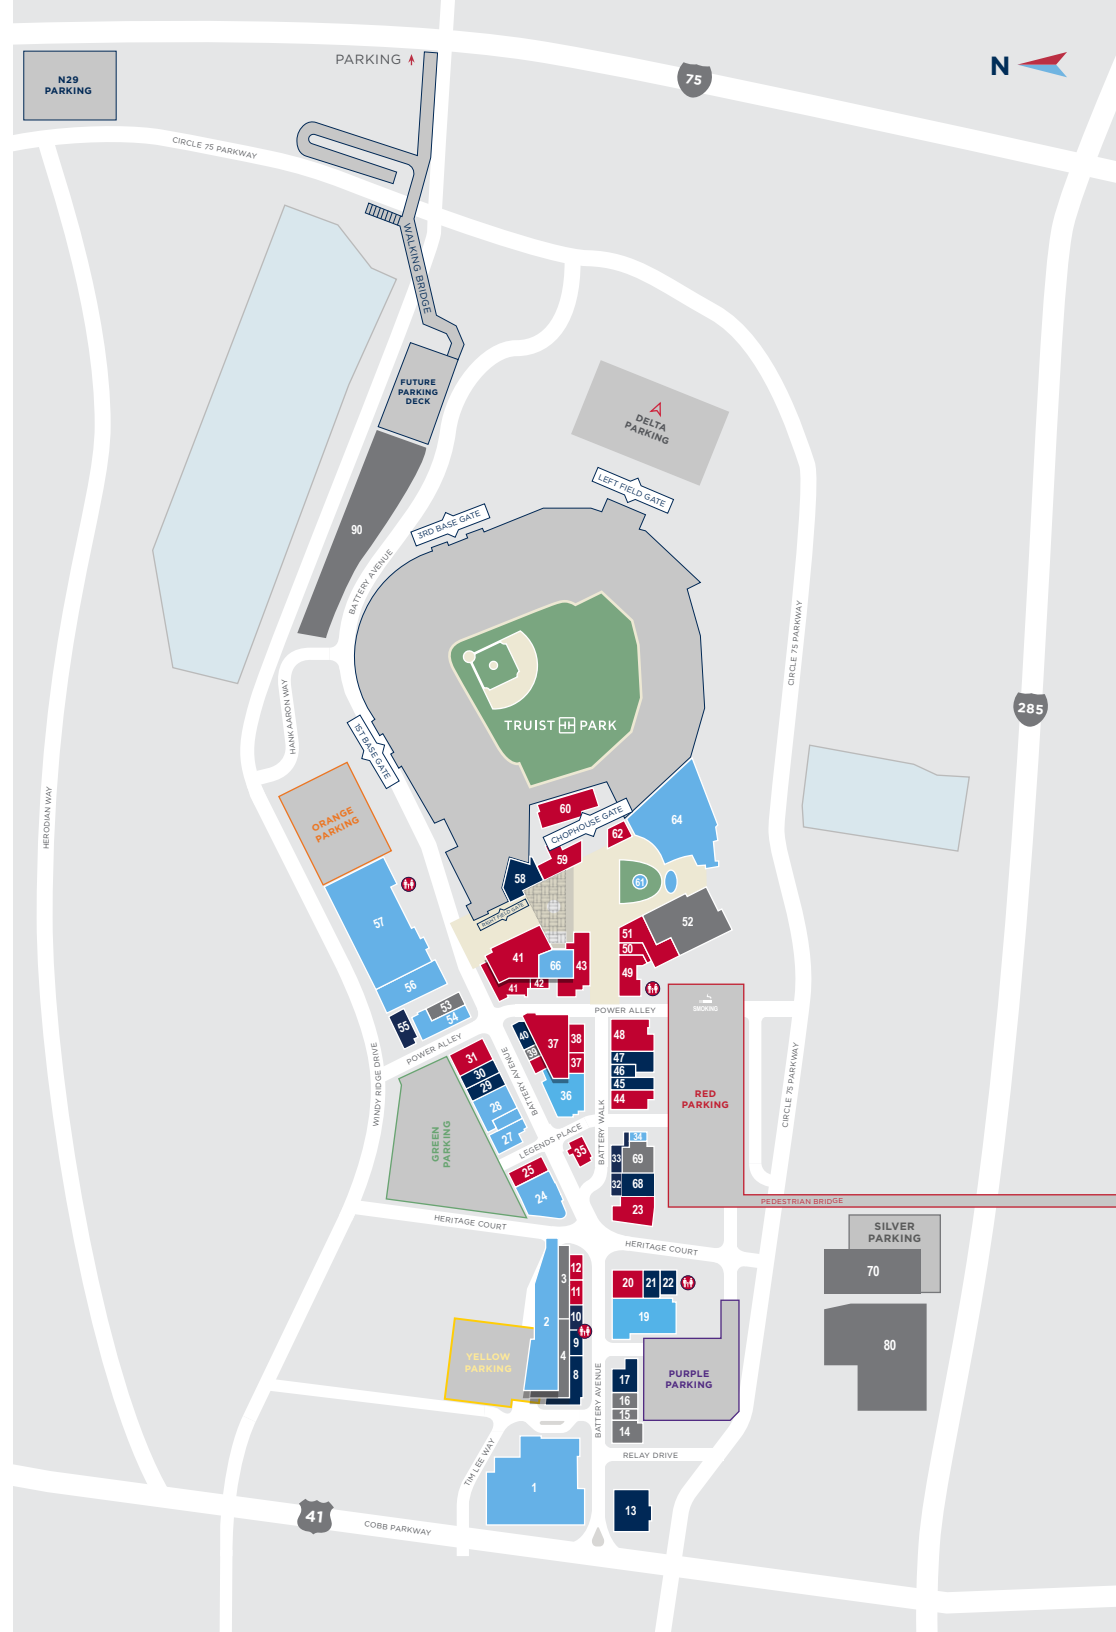 PARKING
N29
PARKING
75
N
CIRCLE 75 PARKWAY
WALKING BRIDGE
FUTURE
PARKING
DECK
DELTA
PARKING
LEFT FIELD GATE
3RD BASE GATE
90
BATTERY AVENUE
CIRCLE 75 PARKWAY
HANK AARON WAY
285
TRUIST PARK
1ST BASE GATE
HERODIAN WAY
ORANGE
PARKING
60
CHOPHOUSE GATE
64
62
59
58
61
57
RIGHT FIELD GATE
52
51
50
41
66
43
49
56
41
42
53
54
55
POWER ALLEY
SMOKING
POWER ALLEY
WINDY RIDGE DRIVE
40
39
37
38
37
48
47
46
45
44
31
30
29
28
27
BATTERY AVENUE
36
BATTERY WALK
RED
PARKING
CIRCLE 75 PARKWAY
GREEN
PARKING
LEGENDS PLACE
35
34
33
69
32
68
25
24
23
PEDESTRIAN BRIDGE
HERITAGE COURT
HERITAGE COURT
SILVER
PARKING
70
80
12
3
11
20
21
22
10
2
19
9
4
8
YELLOW
PARKING
17
16
15
14
PURPLE
PARKING
BATTERY AVENUE
TIM LEE WAY
RELAY DRIVE
1
13
41
COBB PARKWAY